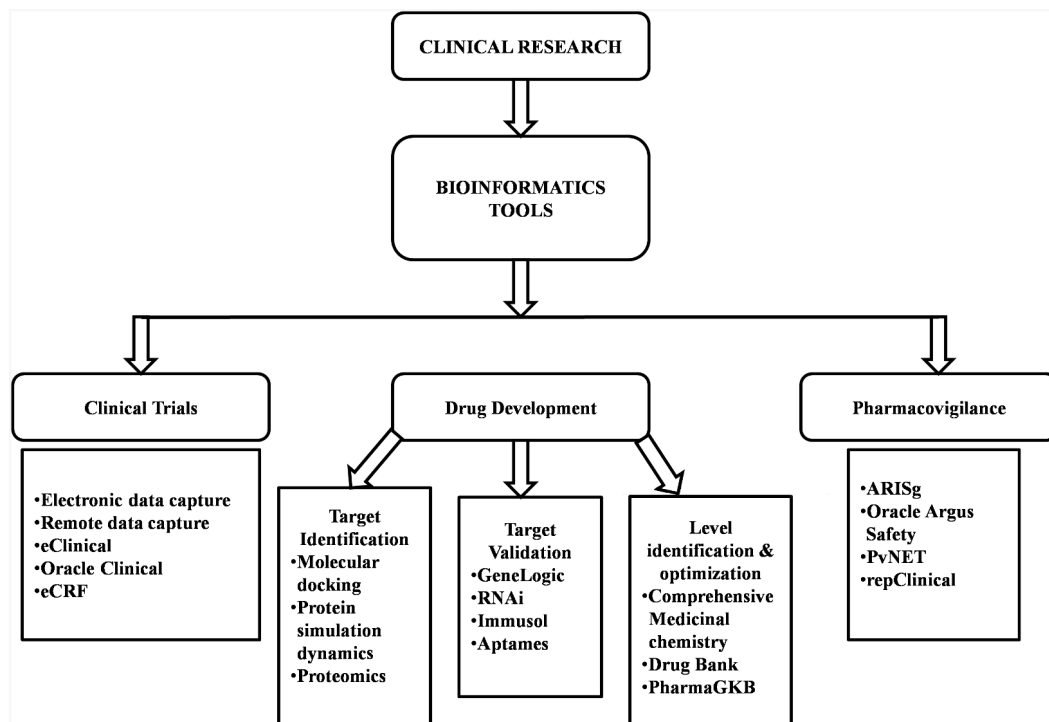 CLINICAL RESEARCH
BIOINFORMATICS
TOOLS
Clinical Trials
•Electronic data capture
•Remote data capture
•eClinical
•Oracle Clinical
•eCRF
Drug Development
Target
Identification
•Molecular
docking
•Protein
simulation
dynamics
•Proteomics
Target
Validation
•GeneLogic
•RNAi
•Immusol
•Aptames
Level
identification &
optimization
•Comprehensive
Medicinal
chemistry
•Drug Bank
•PharmaGKB
Pharmacovigilance
•ARISg
•Oracle Argus
Safety
•PvNET
•repClinical